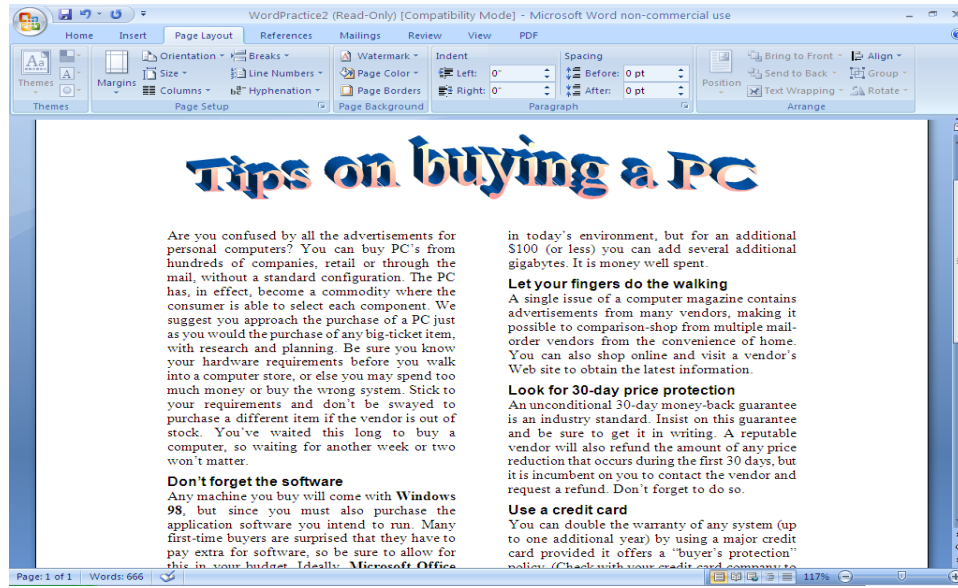 WordPractice2 (Read-Only) [Compatibility Mode] - Microsoft Word non-commercial use
Home Insert Page Layout References Mailings Review View PDF
Themes
Margins
Orientation
Size
Columns
Breaks
Line Numbers
Hyphenation
Watermark
Page Color
Page Borders
Indent
Left: 0"
Right: 0"
Spacing
Before: 0 pt
After: 0 pt
Position
Bring to Front
Send to Back
Text Wrapping
Align
Group
Rotate
Themes Page Setup Page Background Paragraph Arrange
Tips on buying a PC
Are you confused by all the advertisements for
personal computers? You can buy PC's from
hundreds of companies, retail or through the
mail, without a standard configuration. The PC
has, in effect, become a commodity where the
consumer is able to select each component. We
suggest you approach the purchase of a PC just
as you would the purchase of any big-ticket item,
with research and planning. Be sure you know
your hardware requirements before you walk
into a computer store, or else you may spend too
much money or buy the wrong system. Stick to
your requirements and don't be swayed to
purchase a different item if the vendor is out of
stock. You've waited this long to buy a
computer, so waiting for another week or two
won't matter.
Don't forget the software
Any machine you buy will come with Windows
98, but since you must also purchase the
application software you intend to run. Many
first-time buyers are surprised that they have to
pay extra for software, so be sure to allow for
this in your budget. Ideally, Microsoft Office
in today's environment, but for an additional
$100 (or less) you can add several additional
gigabytes. It is money well spent.
Let your fingers do the walking
A single issue of a computer magazine contains
advertisements from many vendors, making it
possible to comparison-shop from multiple mail-
order vendors from the convenience of home.
You can also shop online and visit a vendor's
Web site to obtain the latest information.
Look for 30-day price protection
An unconditional 30-day money-back guarantee
is an industry standard. Insist on this guarantee
and be sure to get it in writing. A reputable
vendor will also refund the amount of any price
reduction that occurs during the first 30 days, but
it is incumbent on you to contact the vendor and
request a refund. Don't forget to do so.
Use a credit card
You can double the warranty of any system (up
to one additional year) by using a major credit
card provided it offers a "buyer's protection"
policy. (Check with your credit card company to
Page: 1 of 1 Words: 666 117%